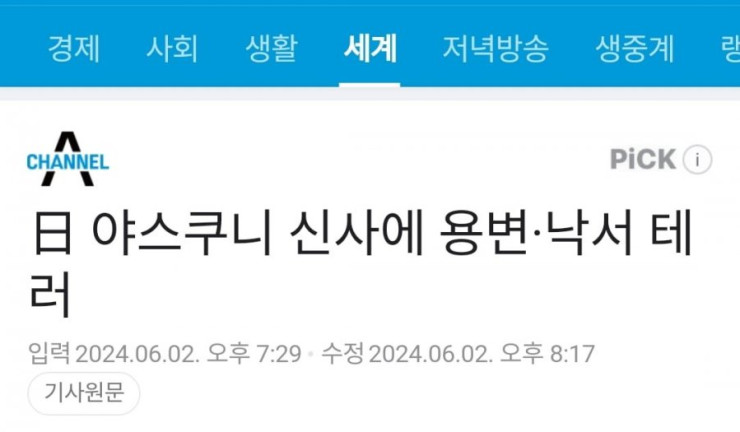 경제 사회 생활 세계 저녁방송 생중계
CHANNEL A
PiCK i
日 야스쿠니 신사에 용변·낙서 테
러
입력 2024.06.02. 오후 7:29 · 수정 2024.06.02. 오후 8:17
기사원문